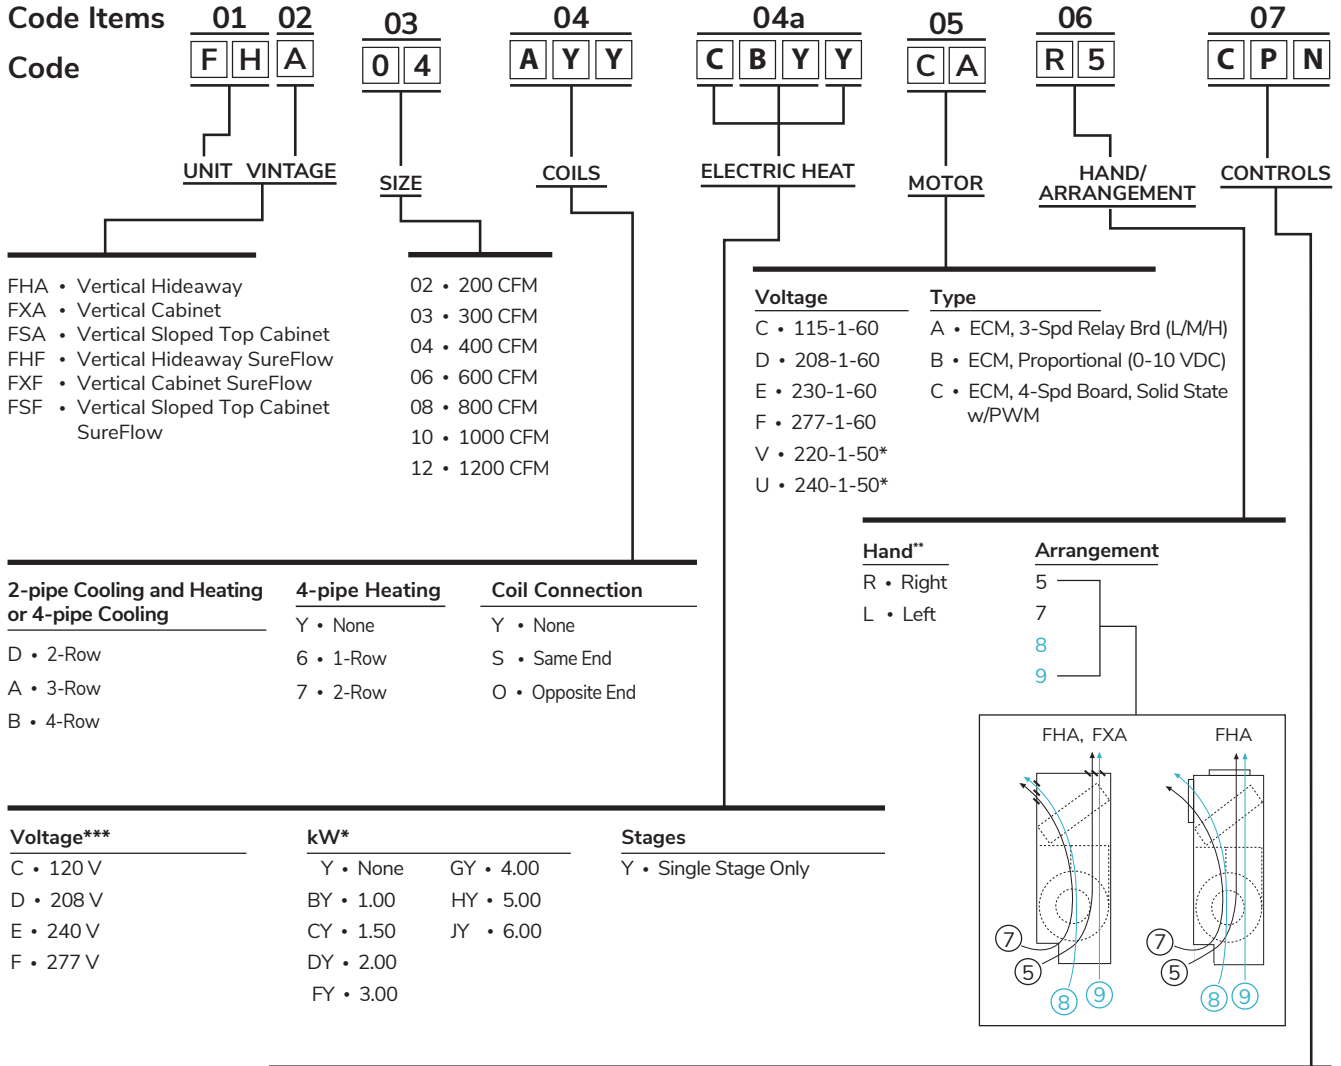 Code Items 01 02 03 04 04a 05 06 07
Code F H A 0 4 A Y Y C B Y Y C A R 5 C P N
UNIT VINTAGE
SIZE
COILS
ELECTRIC HEAT
MOTOR
HAND/
ARRANGEMENT
CONTROLS
FHA • Vertical Hideaway
FXA • Vertical Cabinet
FSA • Vertical Sloped Top Cabinet
FHF • Vertical Hideaway SureFlow
FXF • Vertical Cabinet SureFlow
FSF • Vertical Sloped Top Cabinet
SureFlow
02 • 200 CFM
03 • 300 CFM
04 • 400 CFM
06 • 600 CFM
08 • 800 CFM
10 • 1000 CFM
12 • 1200 CFM
Voltage
C • 115-1-60
D • 208-1-60
E • 230-1-60
F • 277-1-60
V • 220-1-50*
U • 240-1-50*
Type
A • ECM, 3-Spd Relay Brd (L/M/H)
B • ECM, Proportional (0-10 VDC)
C • ECM, 4-Spd Board, Solid State
w/PWM
Hand**
R • Right
L • Left
Arrangement
5
7
8
9
2-pipe Cooling and Heating
or 4-pipe Cooling
D • 2-Row
A • 3-Row
B • 4-Row
4-pipe Heating
Y • None
6 • 1-Row
7 • 2-Row
Coil Connection
Y • None
S • Same End
O • Opposite End
FHA, FXA
7
5
8
9
FHA
7
5
8
9
Voltage***
C • 120 V
D • 208 V
E • 240 V
F • 277 V
kW*
Y • None
BY • 1.00
CY • 1.50
DY • 2.00
FY • 3.00
GY • 4.00
HY • 5.00
JY • 6.00
Stages
Y • Single Stage Only